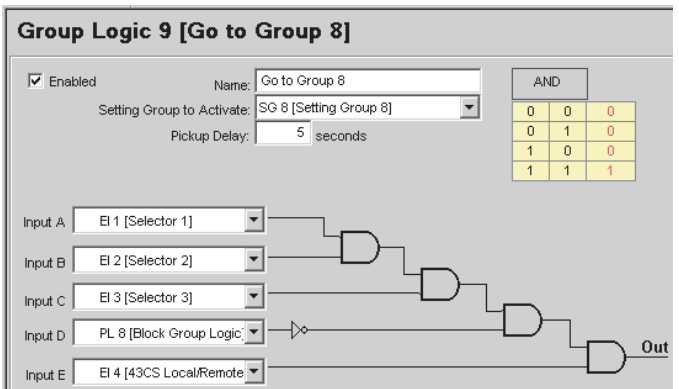 Group Logic 9 [Go to Group 8]
Enabled
Name: Go to Group 8
Setting Group to Activate: SG 8 [Setting Group 8]
Pickup Delay: 5 seconds
AND
0 0 0
0 1 0
1 0 0
1 1 1
Input A EI 1 [Selector 1]
Input B EI 2 [Selector 2]
Input C EI 3 [Selector 3]
Input D PL 8 [Block Group Logic]
Input E EI 4 [43CS Local/Remote
Out